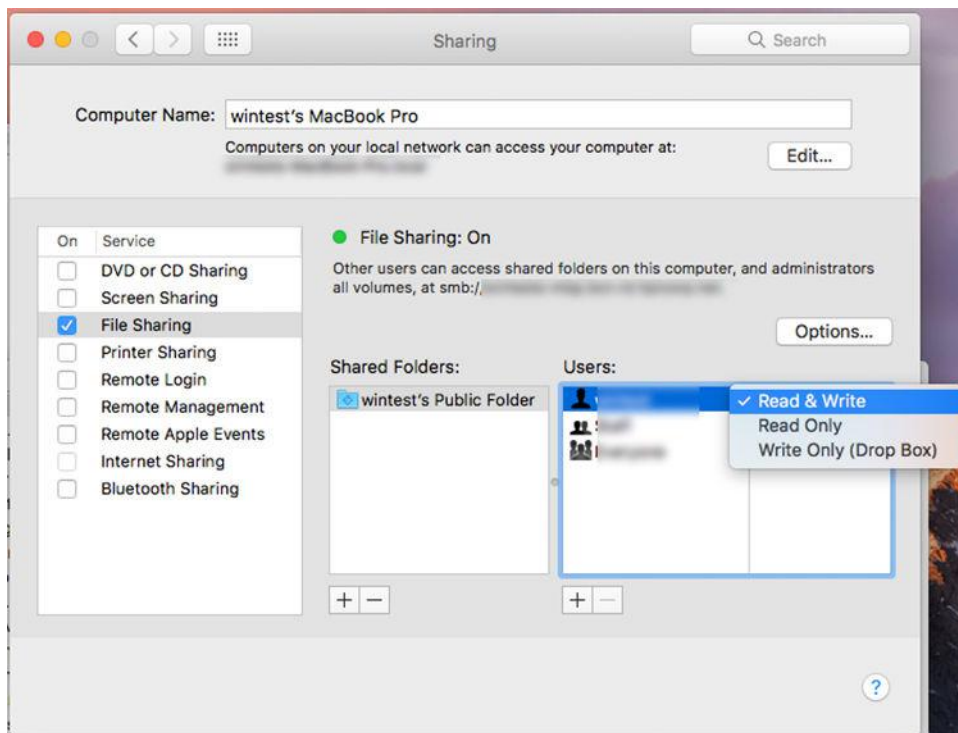 Sharing
Search
Computer Name: wintest's MacBook Pro
Computers on your local network can access your computer at:
Edit...
On Service
DVD or CD Sharing
Screen Sharing
File Sharing
Printer Sharing
Remote Login
Remote Management
Remote Apple Events
Internet Sharing
Bluetooth Sharing
File Sharing: On
Other users can access shared folders on this computer, and administrators
all volumes, at smb:/
Options...
Shared Folders:
wintest's Public Folder
Users:
✓ Read & Write
Read Only
Write Only (Drop Box)
+ −
+ −
?